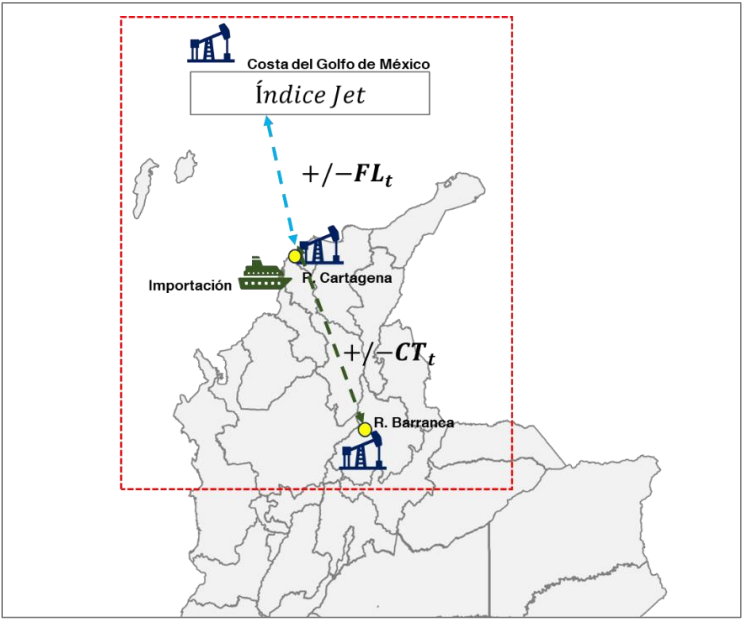 Costa del Golfo de México
Índice Jet
+/−FLt
R. Cartagena
Importación
+/−CTt
R. Barranca